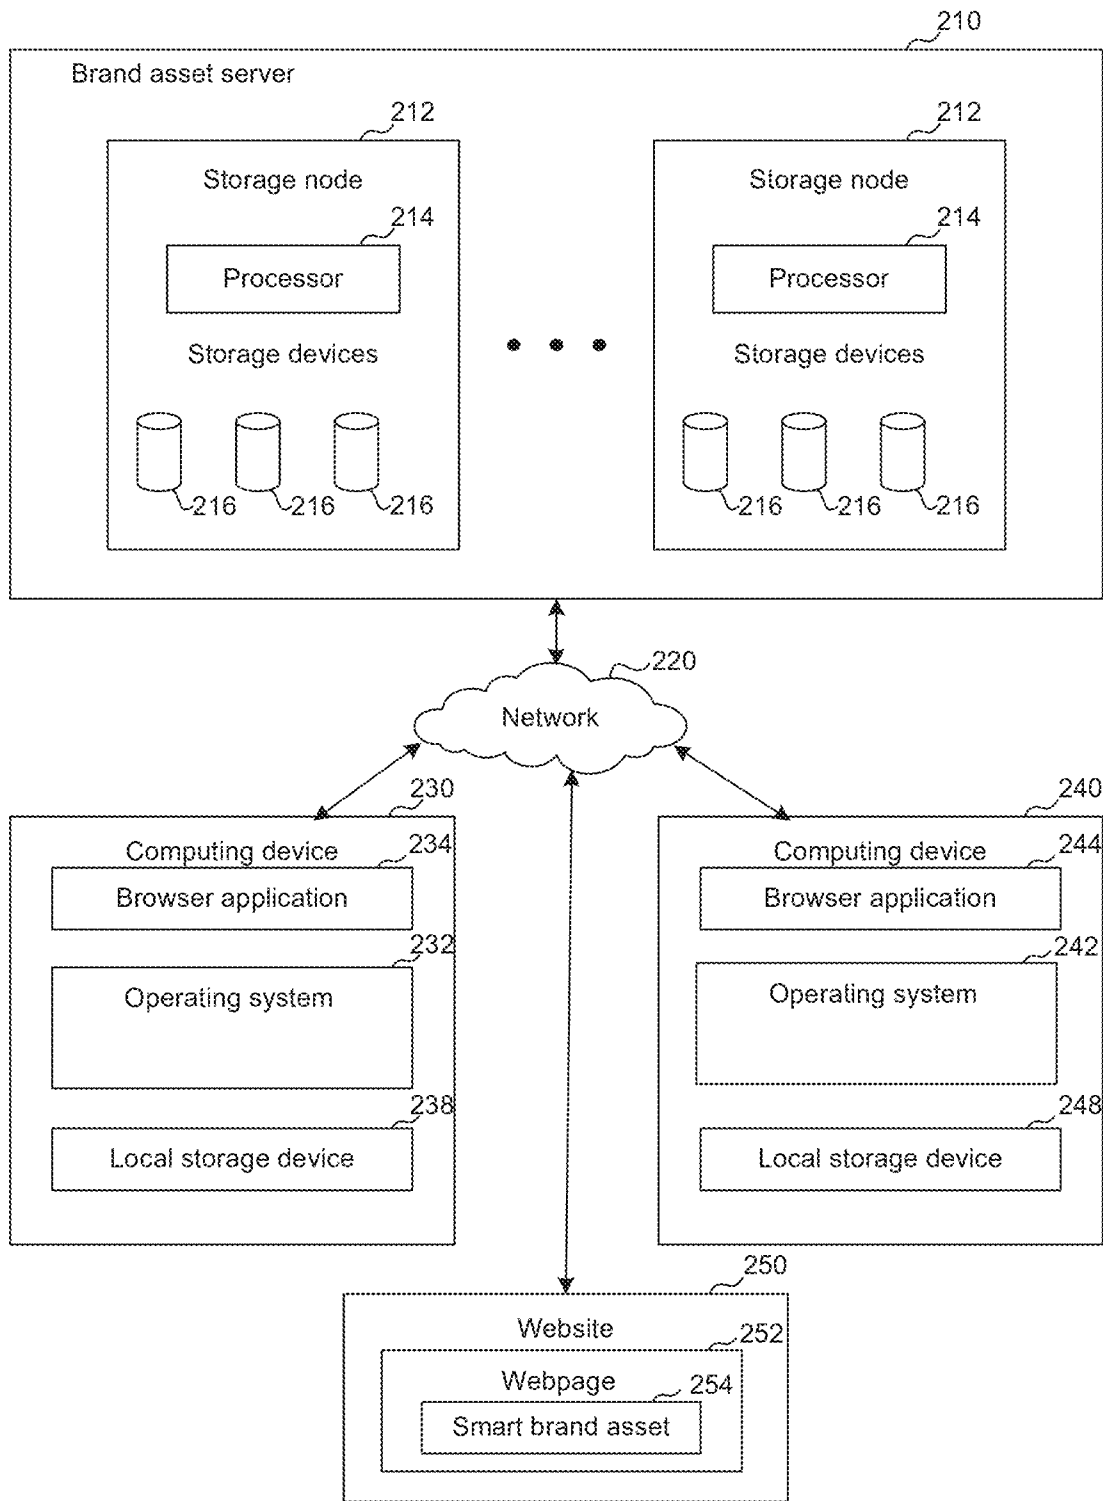 210
Brand asset server
212
212
Storage node
Storage node
214
214
Processor
Processor
Storage devices
Storage devices
216 216 216
216 216 216
220
Network
230
240
Computing device
234
Computing device
244
Browser application
Browser application
232
242
Operating system
Operating system
238
248
Local storage device
Local storage device
250
Website
252
Webpage
254
Smart brand asset